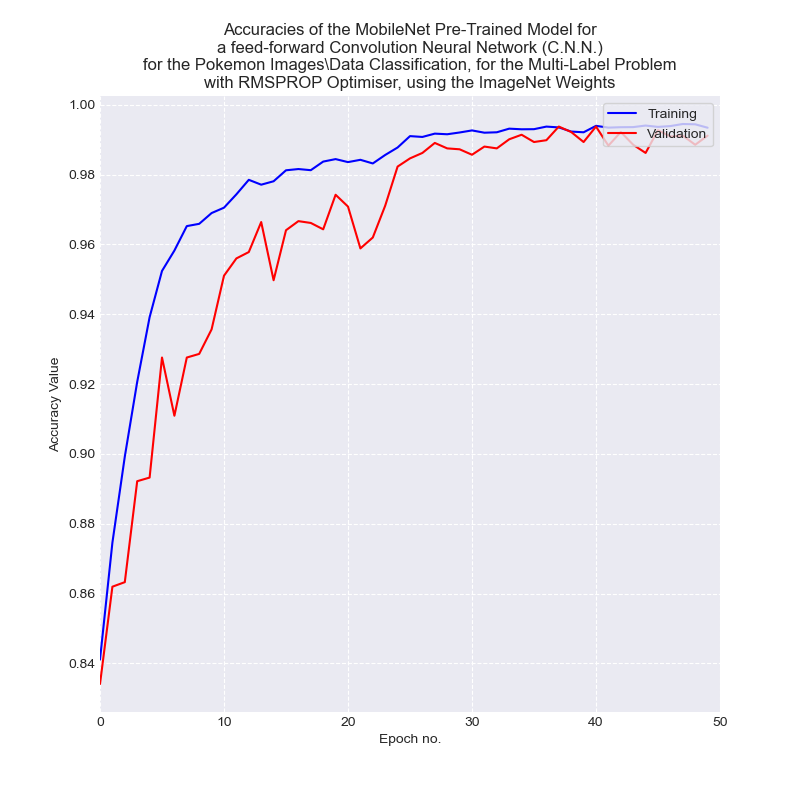 Accuracies of the MobileNet Pre-Trained Model for
a feed-forward Convolution Neural Network (C.N.N.)
for the Pokemon Images\Data Classification, for the Multi-Label Problem
with RMSPROP Optimiser, using the ImageNet Weights
1.00
Training
Validation
0.98
0.96
0.94
0.92
Accuracy Value
0.90
0.88
0.86
0.84
0 10 20 30 40 50
Epoch no.